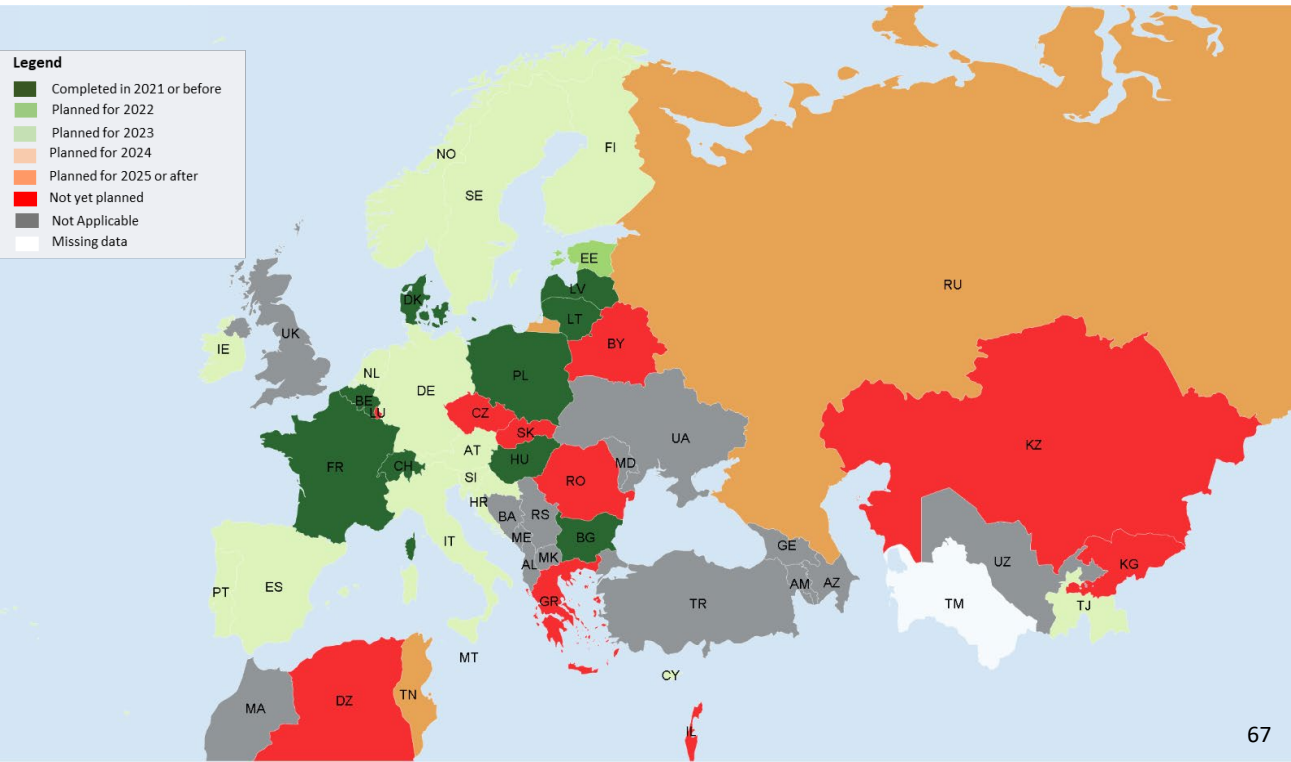 Legend
Completed in 2021 or before
Planned for 2022
Planned for 2023
Planned for 2024
Planned for 2025 or after
Not yet planned
Not Applicable
Missing data
NO
FI
SE
EE
RU
LV
DK
LT
UK
BY
IE
NL
PL
DE
BE
LU
CZ
SK
UA
KZ
AT
HU
FR
CH
MD
SI
RO
HR
BA
RS
BG
IT
ME
GE
MK
UZ
KG
AL
AM
AZ
ES
PT
GR
TR
TM
TJ
MT
CY
TN
DZ
MA
IL
67